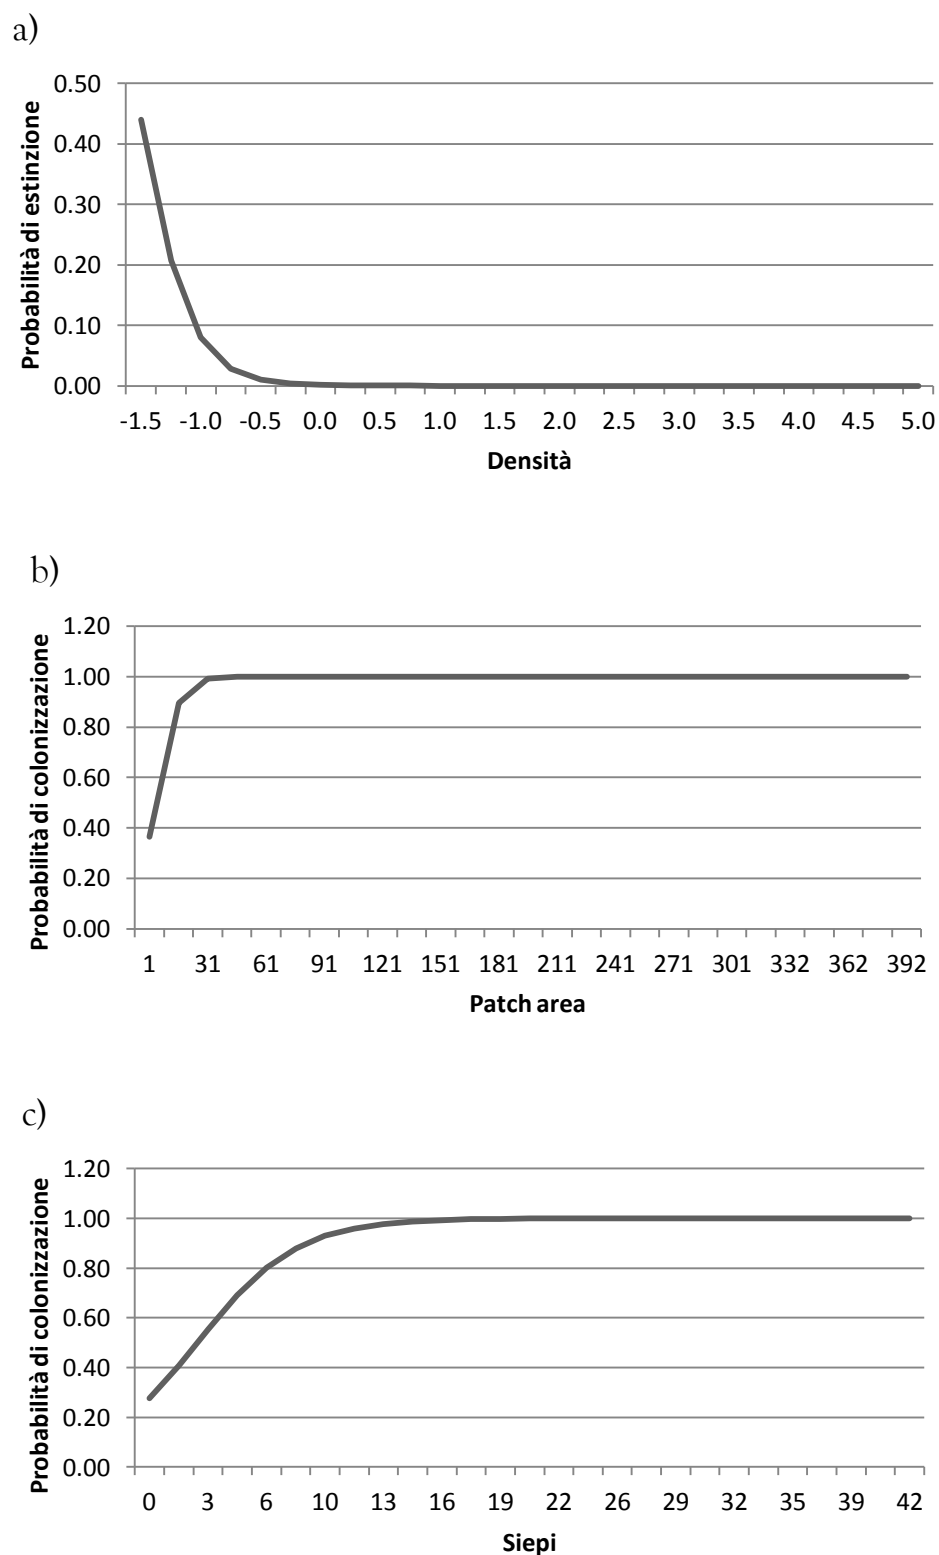 a)
0.50
0.40
0.30
0.20
0.10
0.00
Probabilità di estinzione
-1.5 -1.0 -0.5 0.0 0.5 1.0 1.5 2.0 2.5 3.0 3.5 4.0 4.5 5.0
Densità
b)
1.20
1.00
0.80
0.60
0.40
0.20
0.00
Probabilità di colonizzazione
1 31 61 91 121 151 181 211 241 271 301 332 362 392
Patch area
c)
1.20
1.00
0.80
0.60
0.40
0.20
0.00
Probabilità di colonizzazione
0 3 6 10 13 16 19 22 26 29 32 35 39 42
Siepi